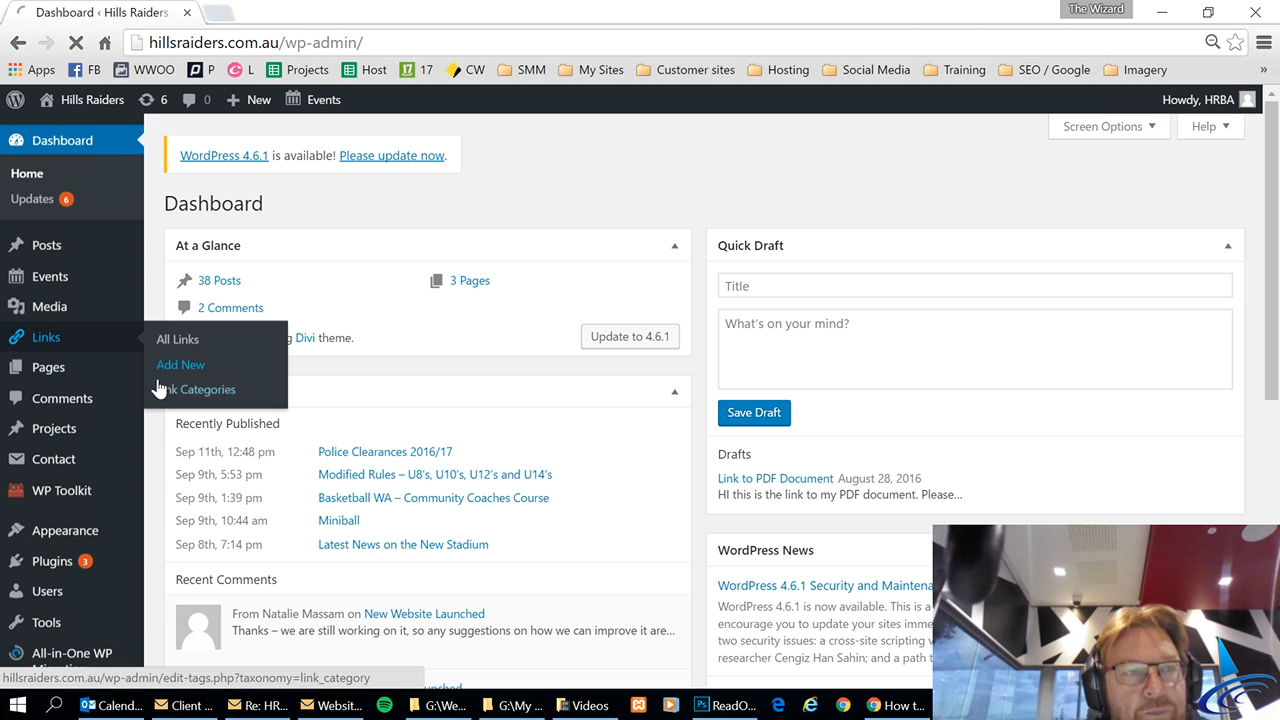 Dashboard ‹ Hills Raiders
The Wizard
hillsraiders.com.au/wp-admin/
Apps FB WWOO P L Projects Host 17 CW SMM My Sites Customer sites Hosting Social Media Training SEO / Google Imagery »
Hills Raiders 6 0 New Events Howdy, HRBA
Dashboard
Home
Updates 6
Posts
Events
Media
Links
Pages
Comments
Projects
Contact
WP Toolkit
Appearance
Plugins 3
Users
Tools
All-in-One WP
All Links
Add New
Link Categories
Screen Options Help
WordPress 4.6.1 is available! Please update now.
Dashboard
At a Glance
38 Posts 3 Pages
2 Comments
Divi theme. Update to 4.6.1
Recently Published
Sep 11th, 12:48 pm Police Clearances 2016/17
Sep 9th, 5:53 pm Modified Rules – U8's, U10's, U12's and U14's
Sep 9th, 1:39 pm Basketball WA – Community Coaches Course
Sep 9th, 10:44 am Miniball
Sep 8th, 7:14 pm Latest News on the New Stadium
Recent Comments
From Natalie Massam on New Website Launched
Thanks – we are still working on it, so any suggestions on how we can improve it are...
Quick Draft
Title
What's on your mind?
Save Draft
Drafts
Link to PDF Document August 28, 2016
HI this is the link to my PDF document. Please...
WordPress News
WordPress 4.6.1 Security and Maintena
WordPress 4.6.1 is now available. This is a
encourage you to update your sites imme
two security issues: a cross-site scripting v
researcher Cengiz Han Sahin; and a path t
hillsraiders.com.au/wp-admin/edit-tags.php?taxonomy=link_category
Calend... Client ... Re: HR... Websit... G:\We... G:\My ... Videos Ps ReadO... How t...